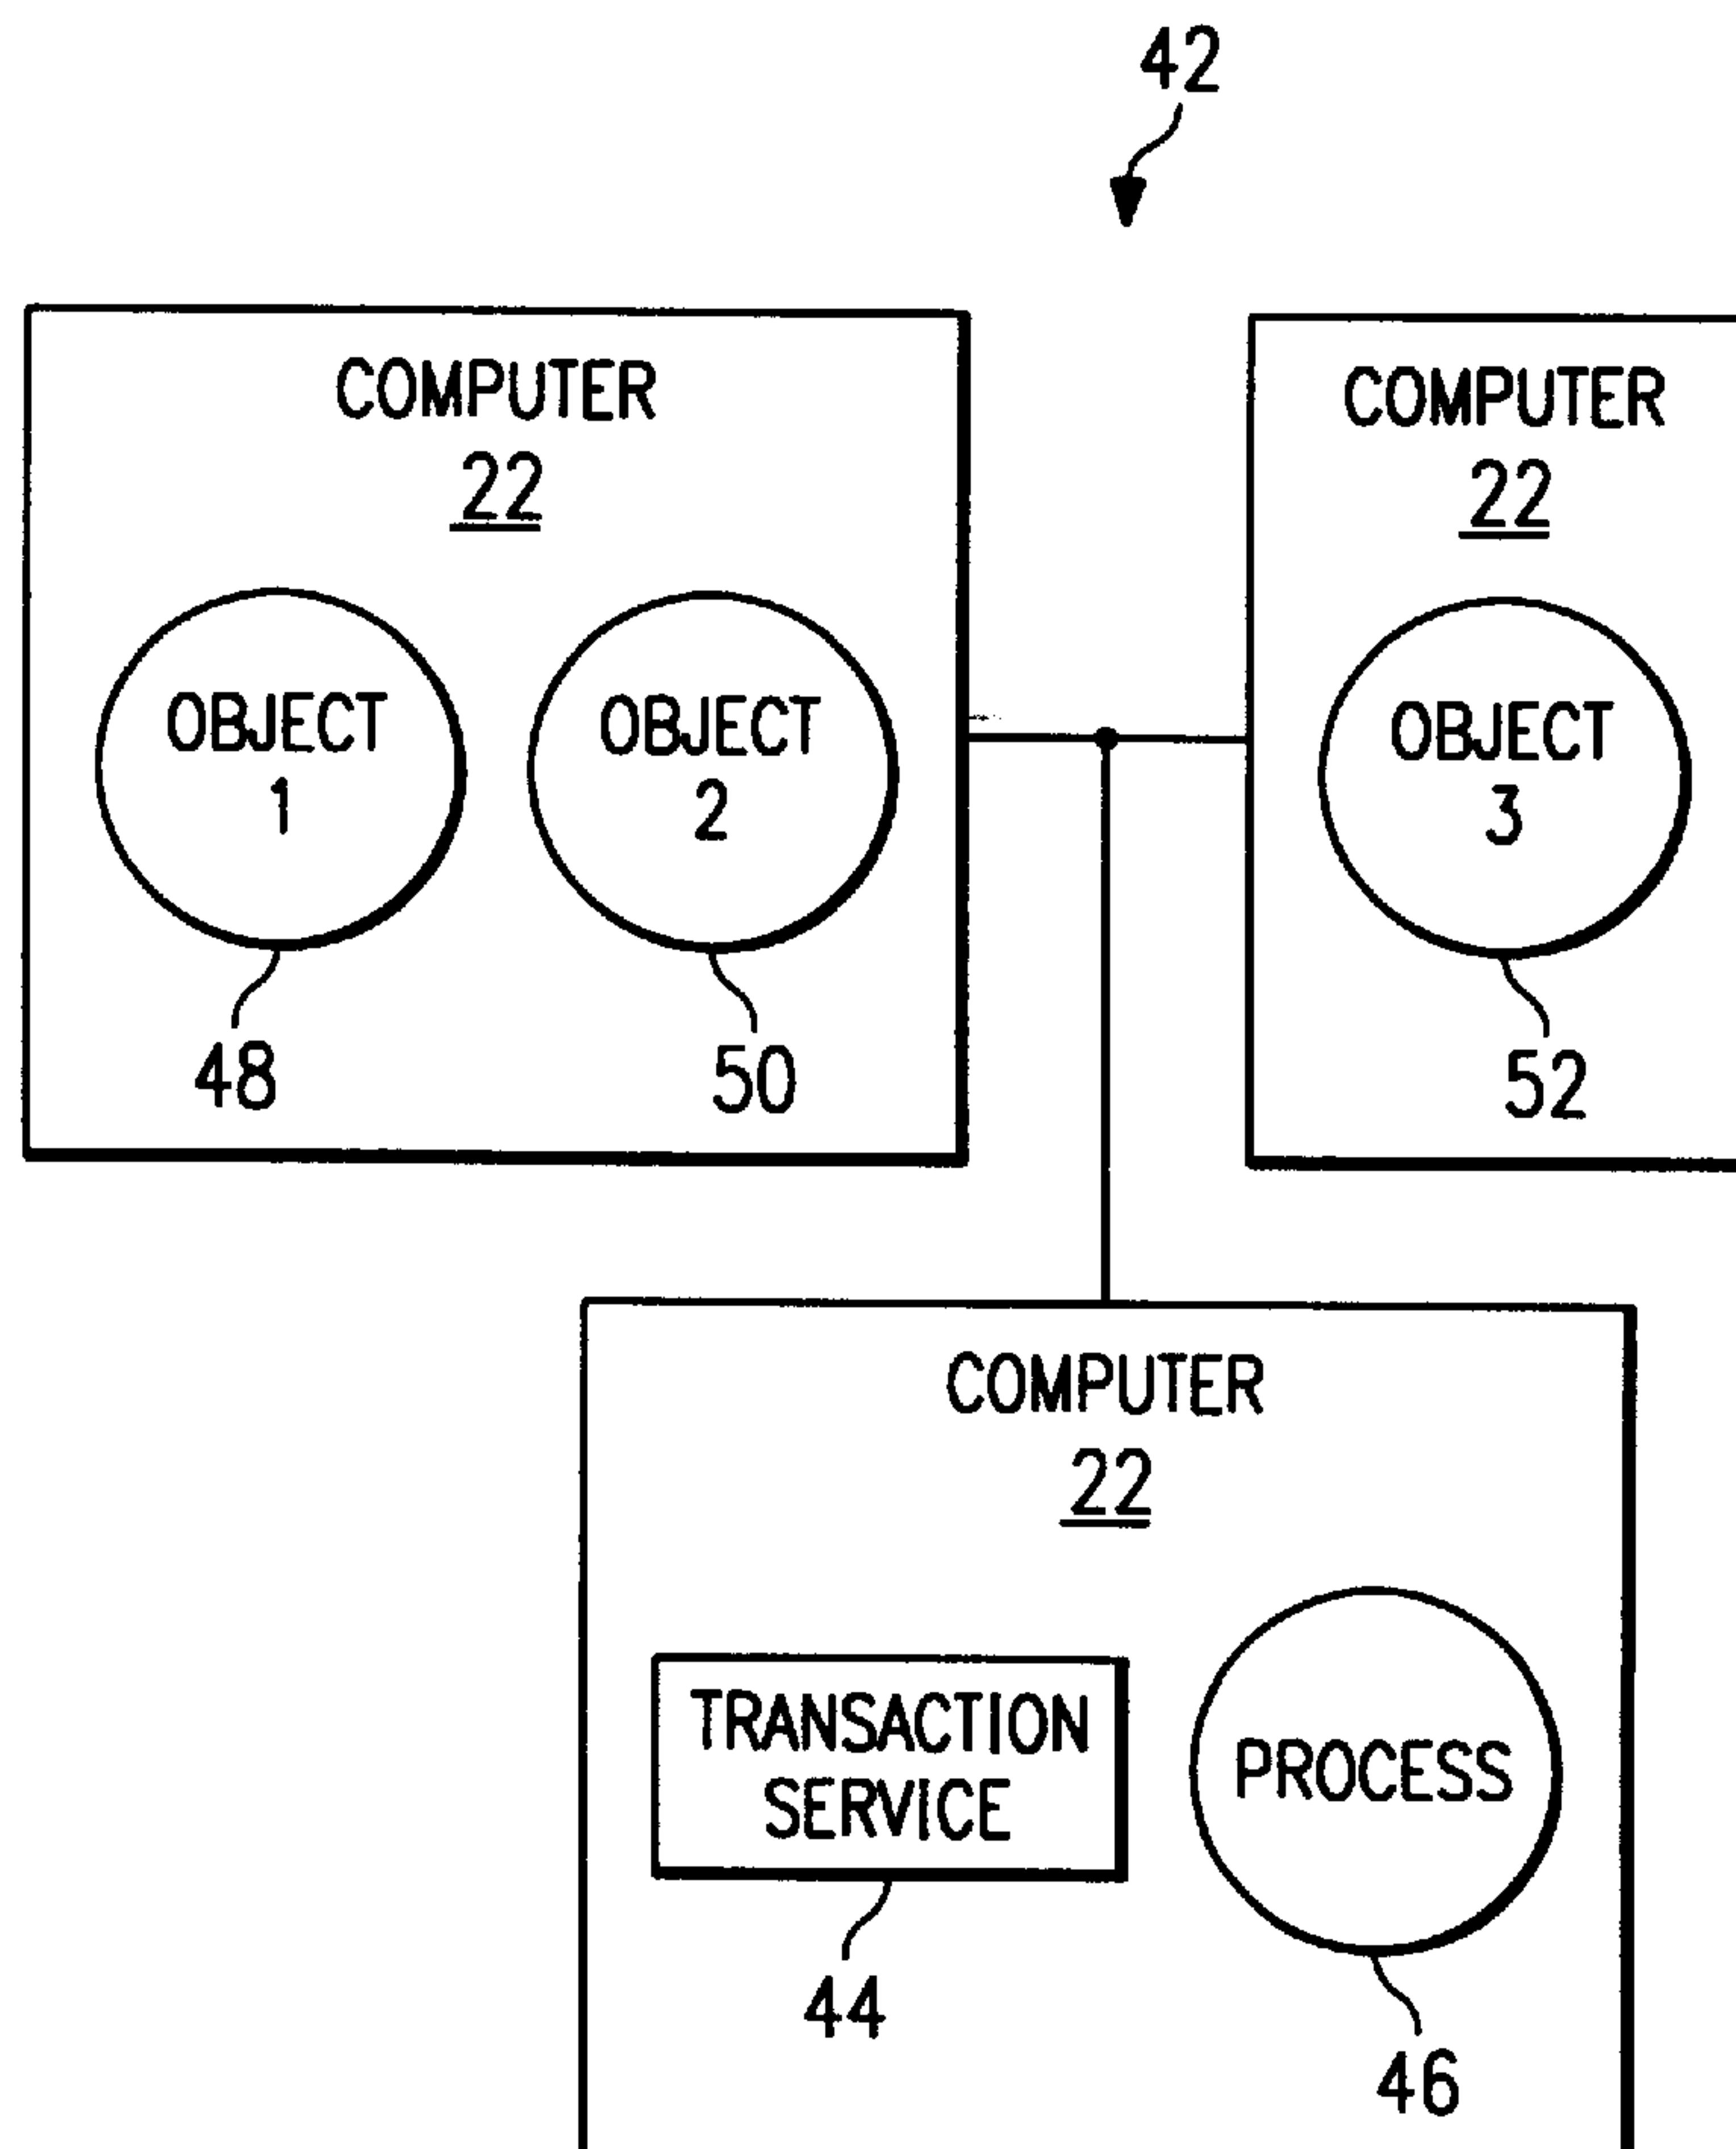 42
COMPUTER
22
OBJECT
1
OBJECT
2
48
50
COMPUTER
22
OBJECT
3
52
COMPUTER
22
TRANSACTION
SERVICE
44
PROCESS
46